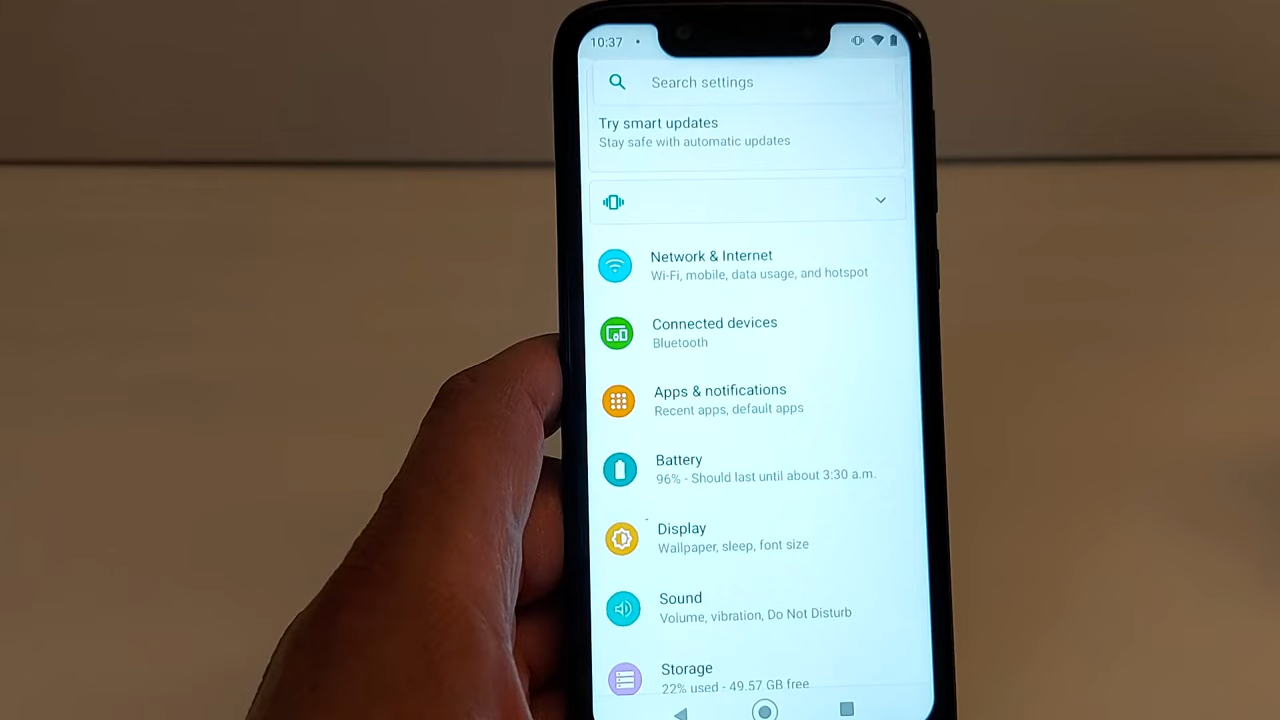 10:37
Search settings
Try smart updates
Stay safe with automatic updates
Network & Internet
Wi-Fi, mobile, data usage, and hotspot
Connected devices
Bluetooth
Apps & notifications
Recent apps, default apps
Battery
96% - Should last until about 3:30 a.m.
Display
Wallpaper, sleep, font size
Sound
Volume, vibration, Do Not Disturb
Storage
22% used - 49.57 GB free